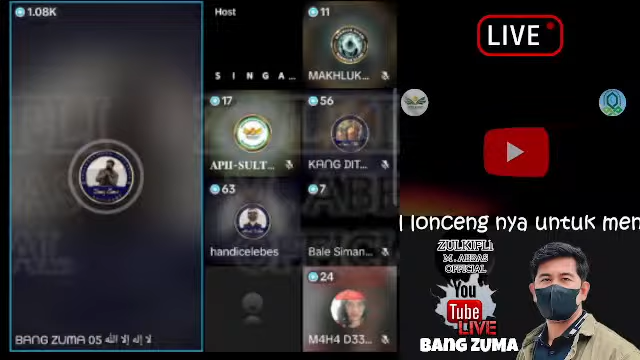 1.08K
BANG ZUMA 05 لا إله إلا الله
Host
S I N G A ...
11
MAKHLUK...
17
APII-SULT...
56
KANG DIT...
63
handicelebes
7
Bale Siman...
24
M4H4 D33...
LIVE
lonceng nya untuk men
ZULKIFLI
M. ABBAS
OFFICIAL
You
Tube
LIVE
BANG ZUMA